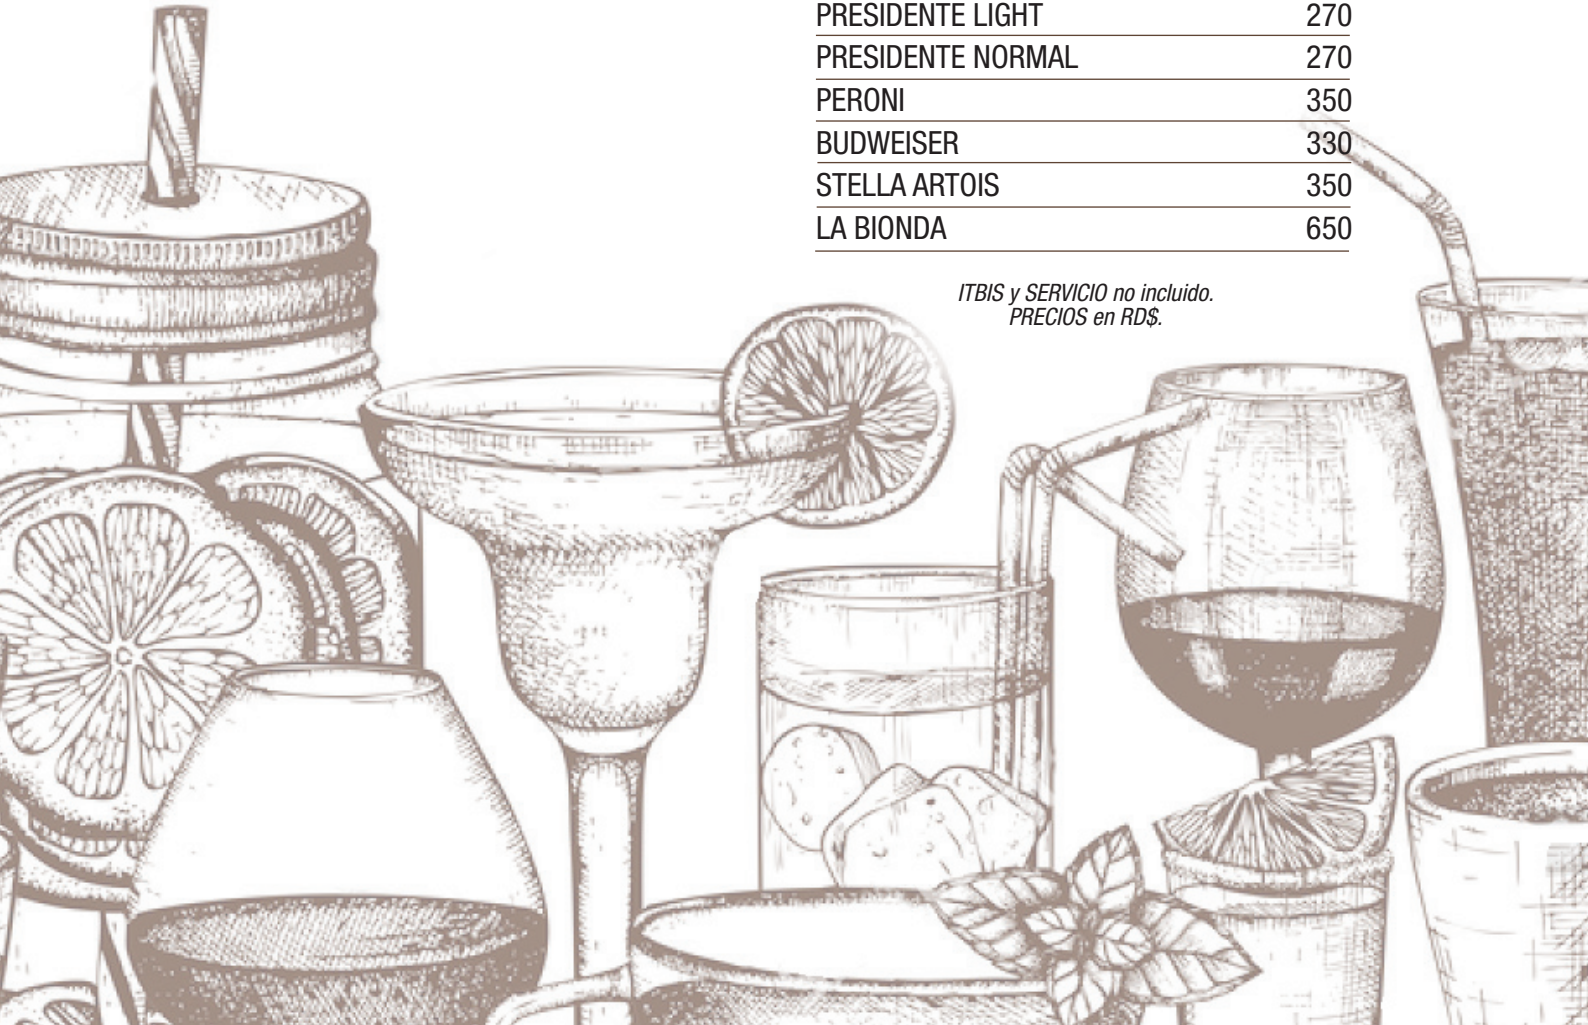 PRESIDENTE LIGHT 270
PRESIDENTE NORMAL 270
PERONI 350
BUDWEISER 330
STELLA ARTOIS 350
LA BIONDA 650
ITBIS y SERVICIO no incluido.
PRECIOS en RD$.